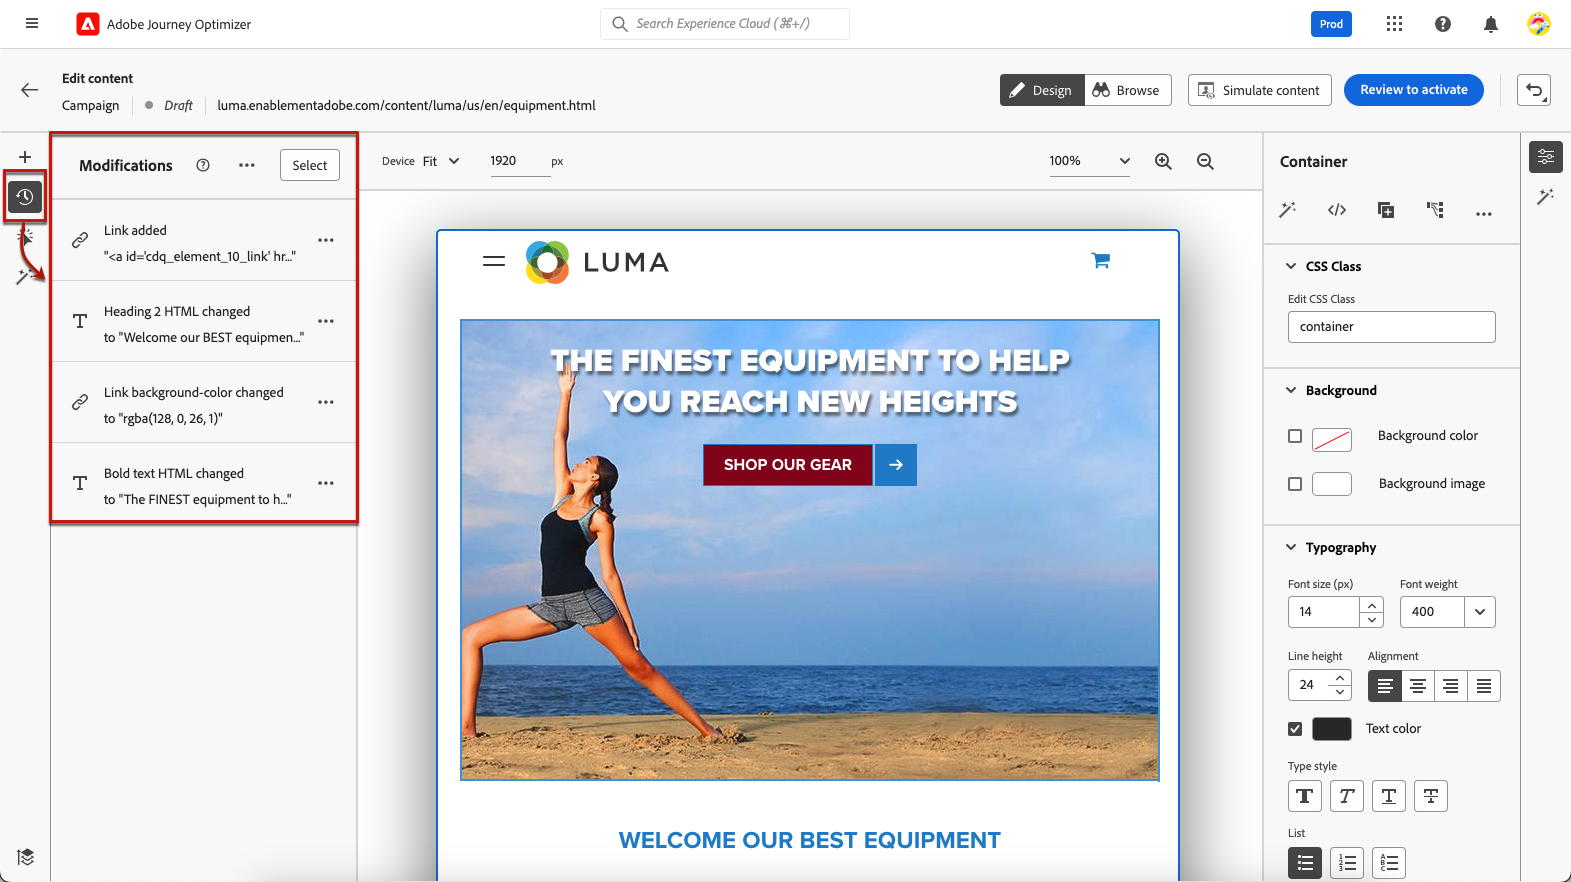 Adobe Journey Optimizer
Search Experience Cloud (⌘+/)
Prod
Edit content
Campaign
Draft
luma.enablementadobe.com/content/luma/us/en/equipment.html
Design
Browse
Simulate content
Review to activate
Modifications
Select
Link added
"<a id='cdq_element_10_link' hr..."
Heading 2 HTML changed
to "Welcome our BEST equipmen..."
Link background-color changed
to "rgba(128, 0, 26, 1)"
Bold text HTML changed
to "The FINEST equipment to h..."
Device
Fit
1920
px
100%
LUMA
THE FINEST EQUIPMENT TO HELP
YOU REACH NEW HEIGHTS
SHOP OUR GEAR
WELCOME OUR BEST EQUIPMENT
Container
CSS Class
Edit CSS Class
container
Background
Background color
Background image
Typography
Font size (px)
Font weight
14
400
Line height
Alignment
24
Text color
Type style
List